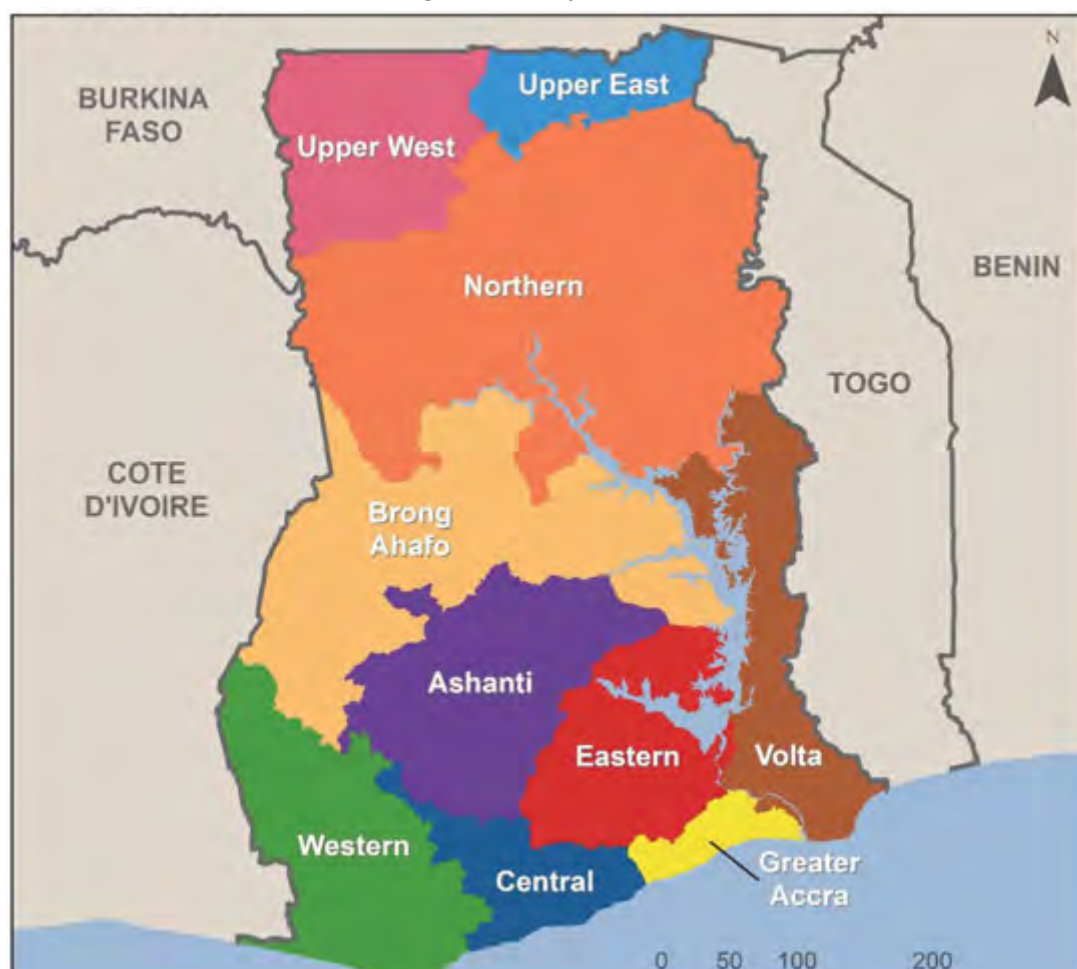 N
Upper East
BURKINA
FASO
Upper West
BENIN
Northern
TOGO
COTE
D'IVOIRE
Brong
Ahafo
Ashanti
Eastern
Volta
Western
Greater
Accra
Central
0 50 100 200